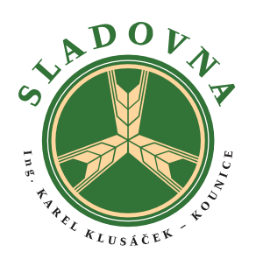 SLADOVNA
Ing. KAREL KLUSÁČEK – KOUNICE